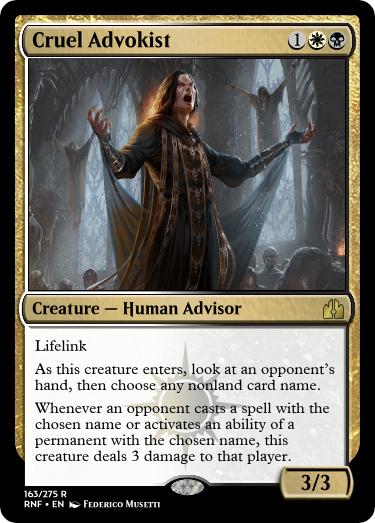 Cruel Advokist 1
Creature — Human Advisor
Lifelink
As this creature enters, look at an opponent's
hand, then choose any nonland card name.
Whenever an opponent casts a spell with the
chosen name or activates an ability of a
permanent with the chosen name, this
creature deals 3 damage to that player.
3/3
163/275 R
RNF • EN Federico Musetti